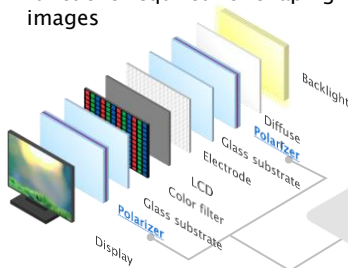 images
Backlight
Diffuse
Polarizer
Glass substrate
Electrode
LCD
Color filter
Glass substrate
Polarizer
Display